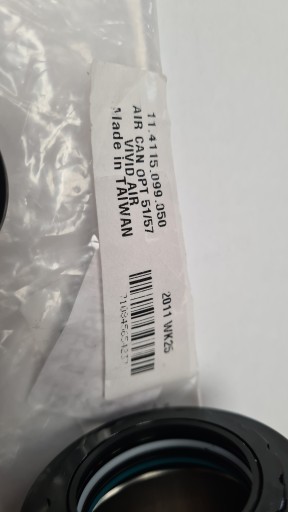 11.4115.099.050
AIR CAN OPT 51/57
VIVID AIR
Made in TAIWAN
2011 WK25